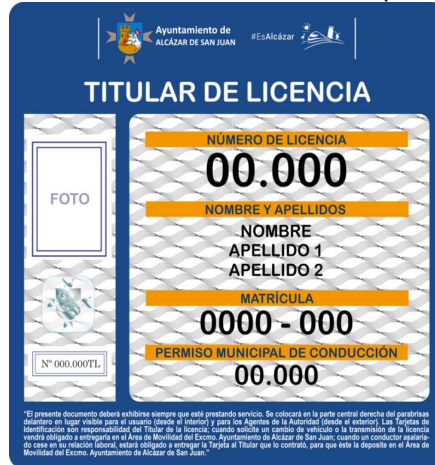 Ayuntamiento de
ALCÁZAR DE SAN JUAN
#EsAlcázar
TITULAR DE LICENCIA
FOTO
Nº 000.000TL
NÚMERO DE LICENCIA
00.000
NOMBRE Y APELLIDOS
NOMBRE
APELLIDO 1
APELLIDO 2
MATRÍCULA
0000 - 000
PERMISO MUNICIPAL DE CONDUCCIÓN
00.000
"El presente documento deberá exhibirse siempre que esté prestando servicio. Se colocará en la parte central derecha del parabrisas
delantero en lugar visible para el usuario (desde el interior) y para los Agentes de la Autoridad (desde el exterior). Las Tarjetas de
Identificación son responsabilidad del Titular de la licencia; cuando solicite un cambio de vehículo o la transmisión de la licencia
vendrá obligado a entregarla en el Área de Movilidad del Excmo. Ayuntamiento de Alcázar de San Juan; cuando un conductor asalaria-
do cese en su relación laboral, estará obligado a entregar la Tarjeta al Titular que lo contrató, para que éste la deposite en el Área de
Movilidad del Excmo. Ayuntamiento de Alcázar de San Juan."